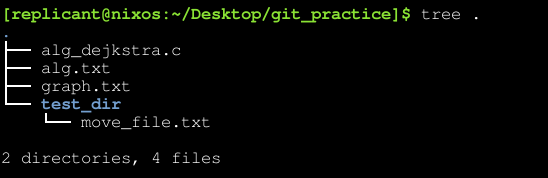 [replicant@nixos:~/Desktop/git_practice]$ tree .
.
├── alg_dejkstra.c
├── alg.txt
├── graph.txt
└── test_dir
    └── move_file.txt
2 directories, 4 files